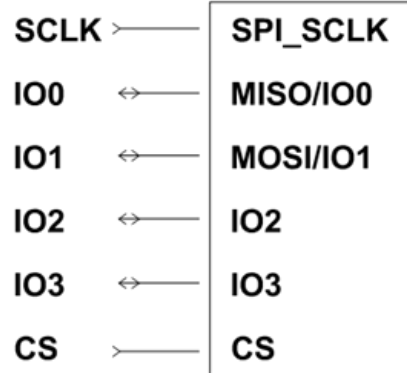 SCLK SPI_SCLK
IO0 MISO/IO0
IO1 MOSI/IO1
IO2 IO2
IO3 IO3
CS CS